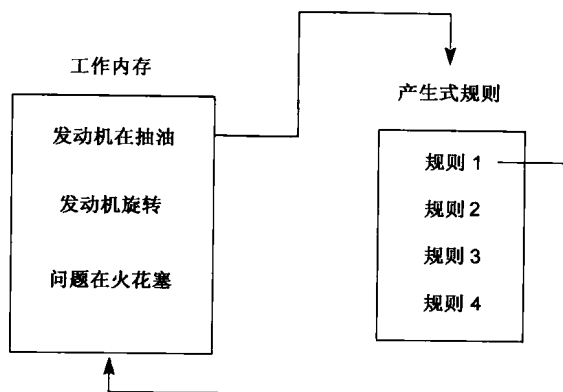 工作内存
发动机在抽油
发动机旋转
问题在火花塞
产生式规则
规则 1
规则 2
规则 3
规则 4